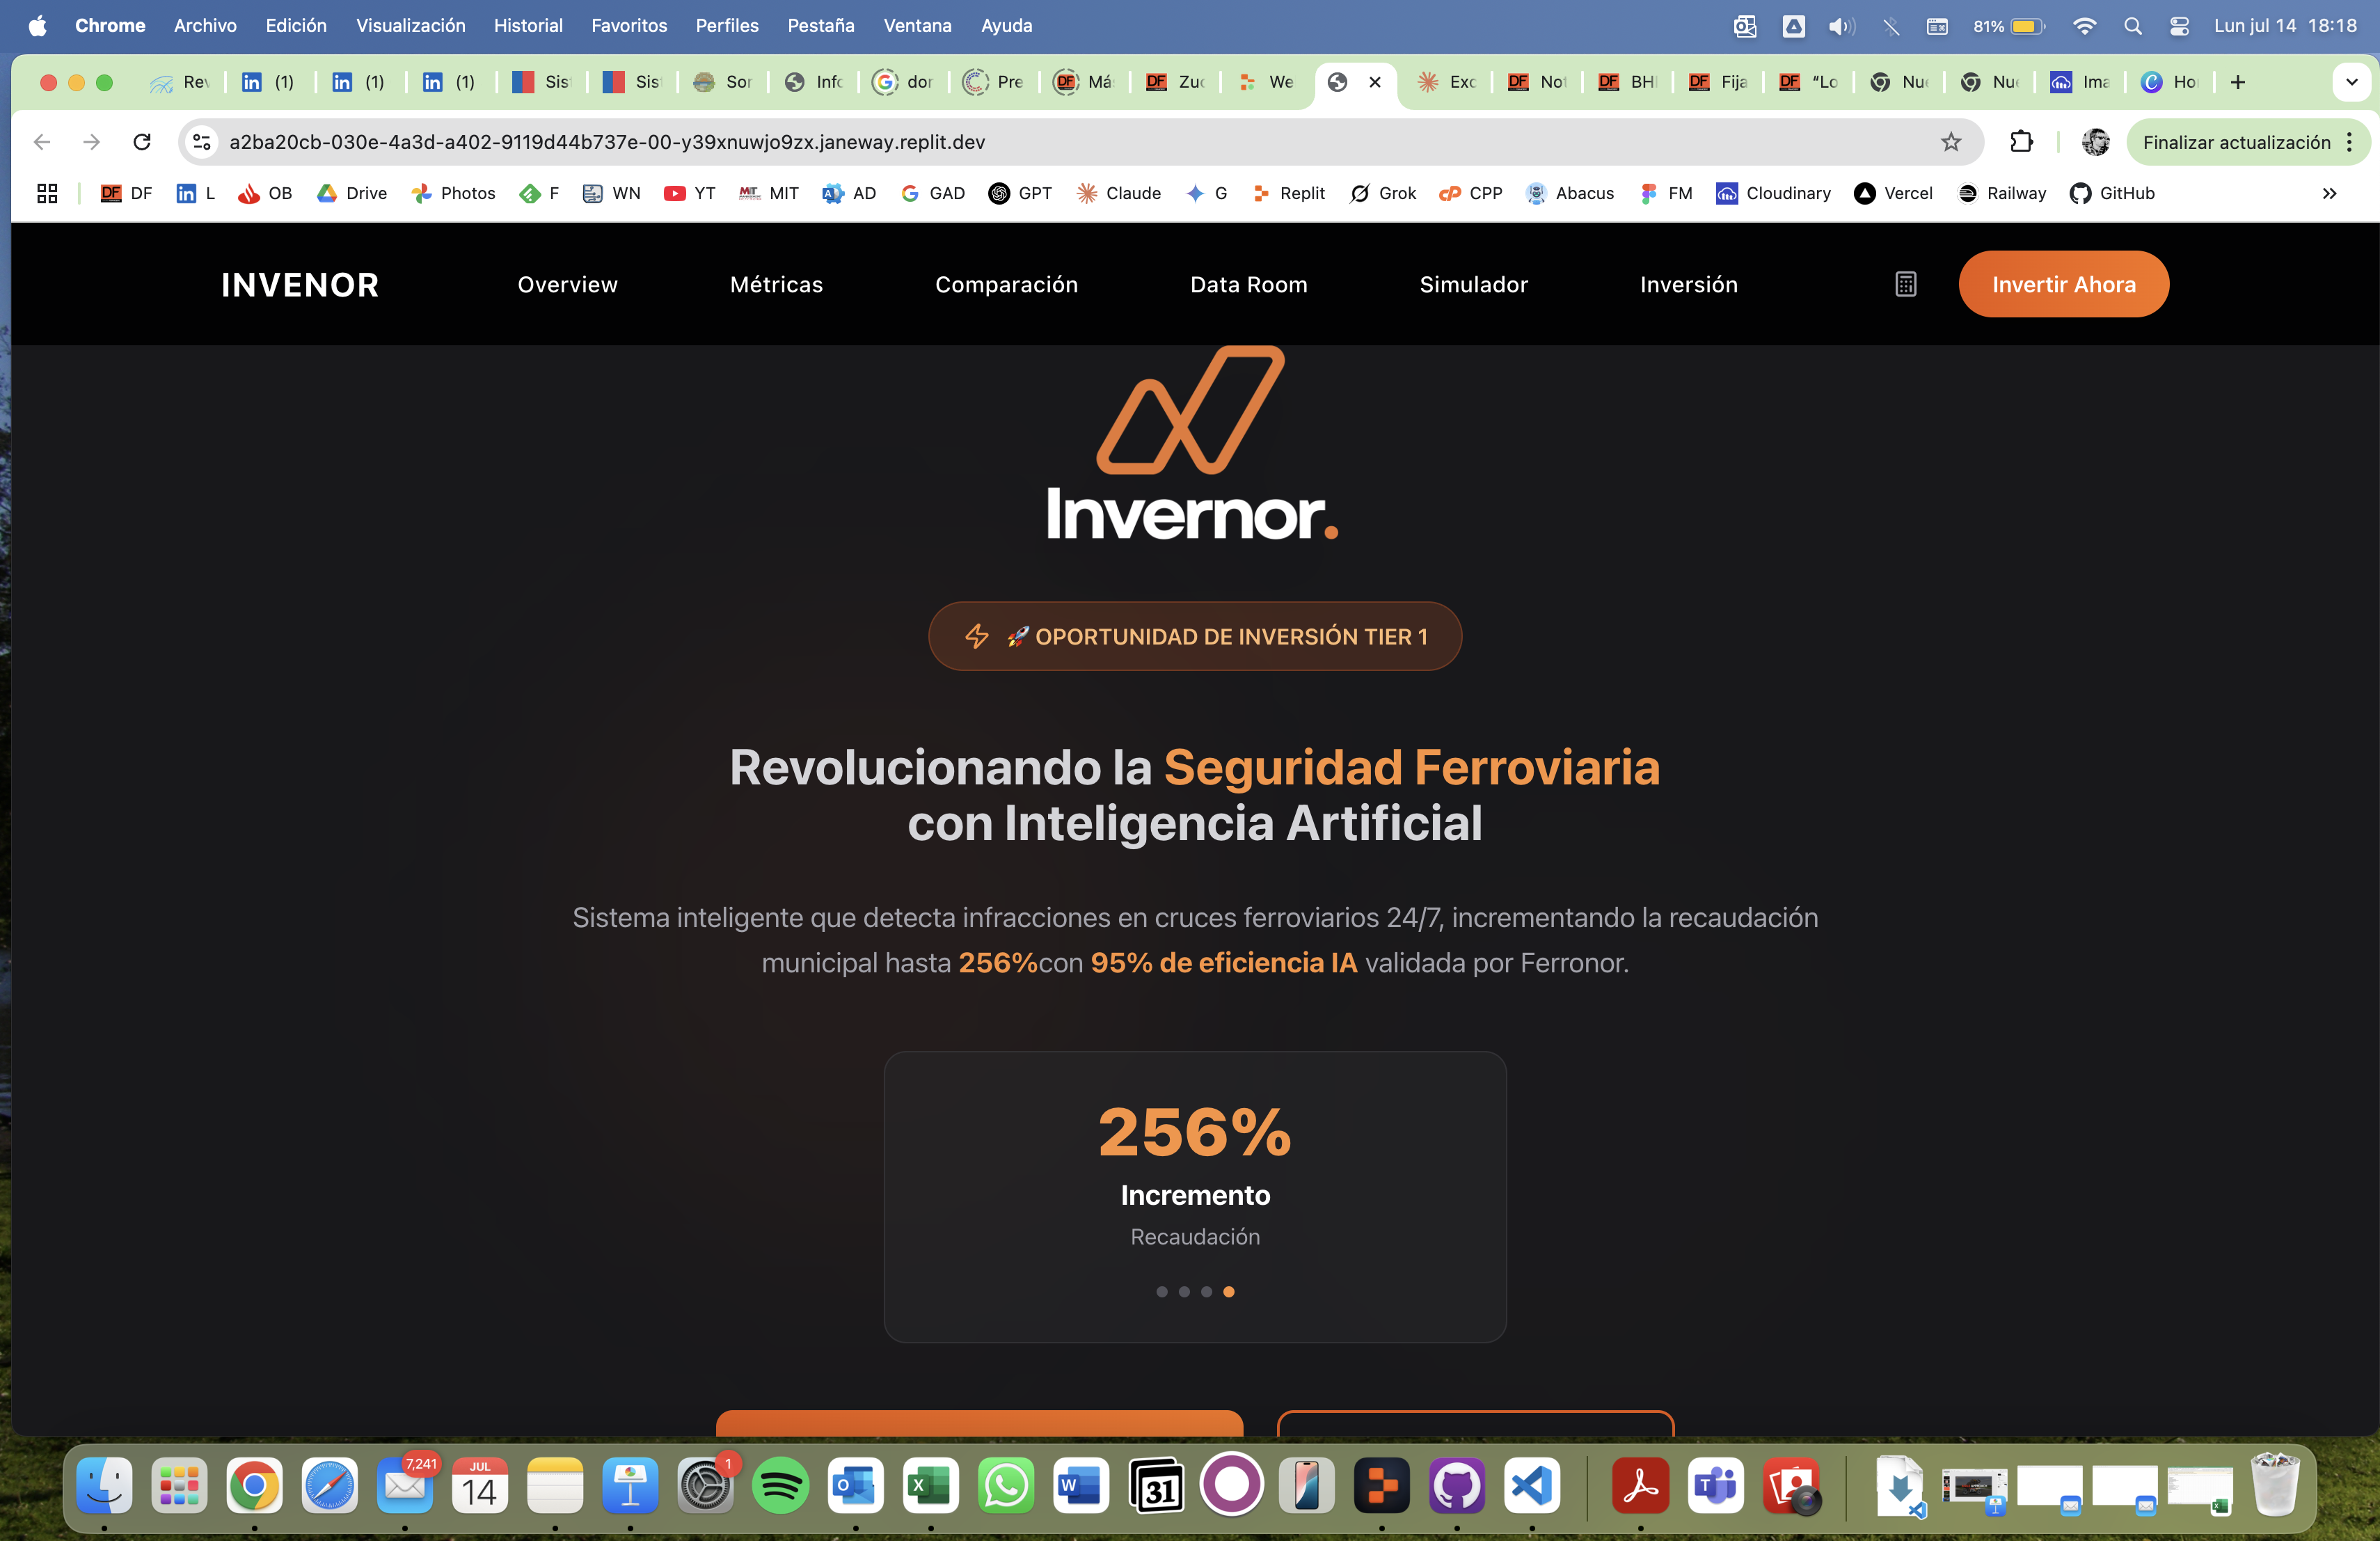 Chrome Archivo Edición Visualización Historial Favoritos Perfiles Pestaña Ventana Ayuda 81% Lun jul 14 18:18
Rev (1) (1) (1) Sis Sis Sor Info dor Pre Má Zuc We Exc Not BH Fija “Lo Nue Nue Ima Ho
a2ba20cb-030e-4a3d-a402-9119d44b737e-00-y39xnuwjo9zx.janeway.replit.dev Finalizar actualización
DF L OB Drive Photos F WN YT MIT AD GAD GPT Claude G Replit Grok CPP Abacus FM Cloudinary Vercel Railway GitHub
INVENOR Overview Métricas Comparación Data Room Simulador Inversión Invertir Ahora
Invernor.
OPORTUNIDAD DE INVERSIÓN TIER 1
Revolucionando la Seguridad Ferroviaria
con Inteligencia Artificial
Sistema inteligente que detecta infracciones en cruces ferroviarios 24/7, incrementando la recaudación
municipal hasta 256%con 95% de eficiencia IA validada por Ferronor.
256%
Incremento
Recaudación
7,241 JUL 14 1 31